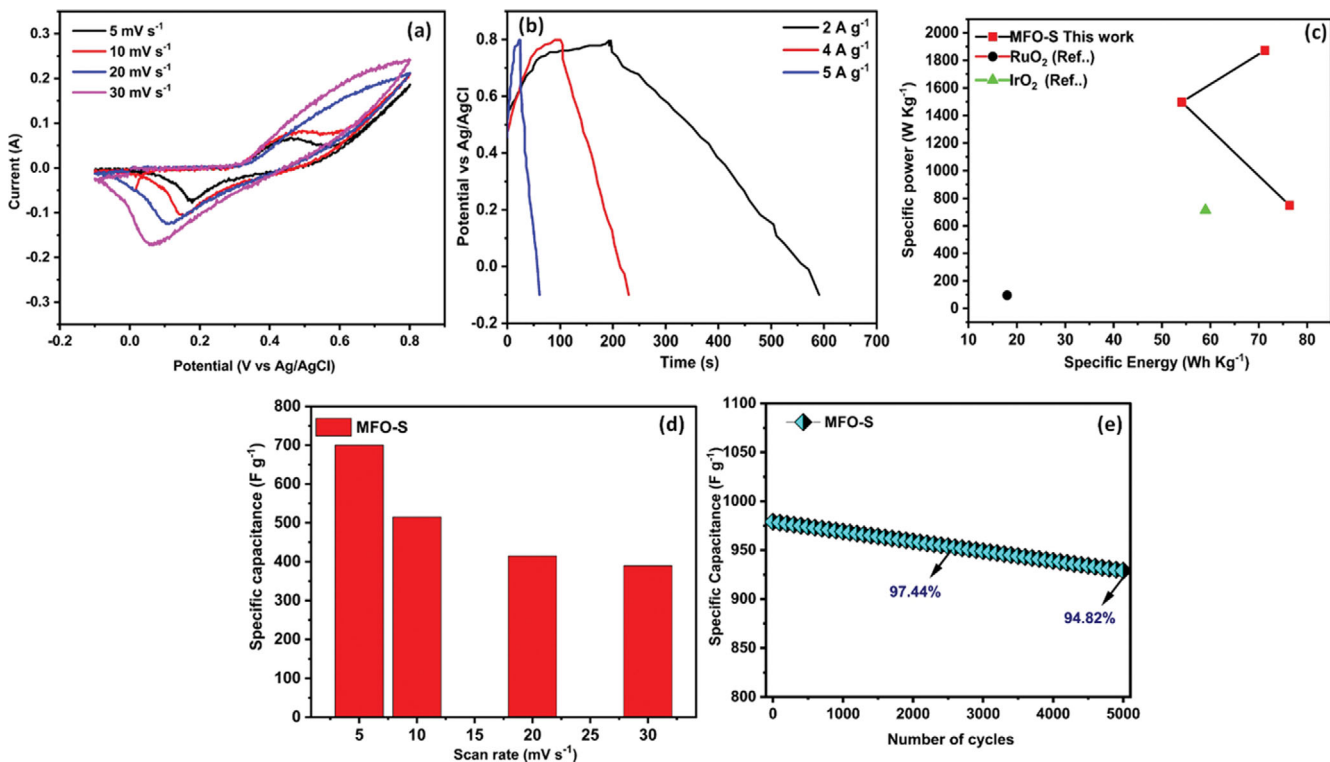 (a)
5 mV s⁻¹
10 mV s⁻¹
20 mV s⁻¹
30 mV s⁻¹
0.3
0.2
0.1
0.0
-0.1
-0.2
-0.3
Current (A)
-0.2
0.0
0.2
0.4
0.6
0.8
Potential (V vs Ag/AgCl)
(b)
2 A g⁻¹
4 A g⁻¹
5 A g⁻¹
0.8
0.6
0.4
0.8
0.0
-0.2
Potential vs Ag/AgCl
0
100
200
300
400
500
600
700
Time (s)
(c)
MFO-S This work
RuO₂ (Ref..)
IrO₂ (Ref..)
2000
1800
1600
1400
1200
1000
800
600
400
200
0
Specific power (W Kg⁻¹)
10
20
30
40
50
60
70
80
Specific Energy (Wh Kg⁻¹)
(d)
MFO-S
800
700
600
500
400
300
200
100
0
Specific capacitance (F g⁻¹)
5
10
15
20
25
30
Scan rate (mV s⁻¹)
(e)
MFO-S
1100
1050
1000
950
900
850
800
Specific Capacitance (F g⁻¹)
97.44%
94.82%
0
1000
2000
3000
4000
5000
Number of cycles